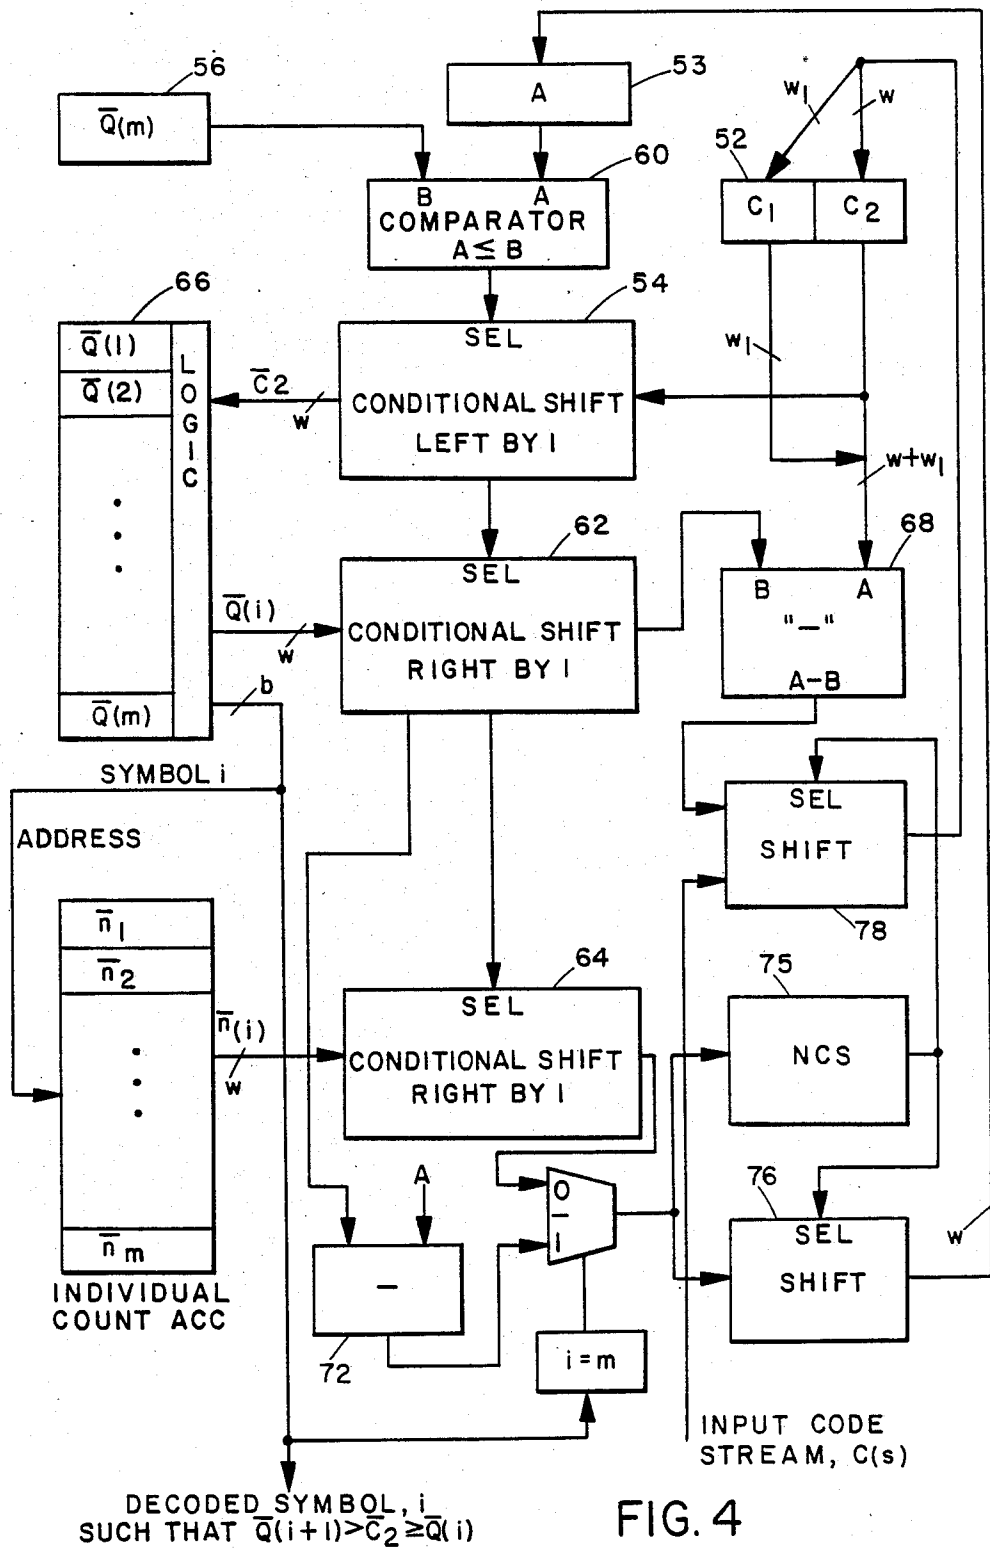 56
Q̅(m)
A
53
w₁
w
52
C₁
C₂
60
B
A
COMPARATOR
A≤B
66
Q̅(1)
Q̅(2)
LOGIC
C̅2
w
54
SEL
CONDITIONAL SHIFT
LEFT BY 1
w₁
w+w₁
62
SEL
CONDITIONAL SHIFT
RIGHT BY 1
Q̅(i)
w
68
B
A
"–"
A–B
Q̅(m)
b
SYMBOL i
ADDRESS
SEL
SHIFT
78
n̅₁
n̅₂
n̅(i)
w
64
SEL
CONDITIONAL SHIFT
RIGHT BY 1
75
NCS
n̅m
INDIVIDUAL
COUNT ACC
A
–
72
0
–
1
i=m
76
SEL
SHIFT
w
INPUT CODE
STREAM, C(s)
DECODED SYMBOL, i
SUCH THAT Q̅(i+1)>C̅₂≥Q̅(i)
FIG. 4